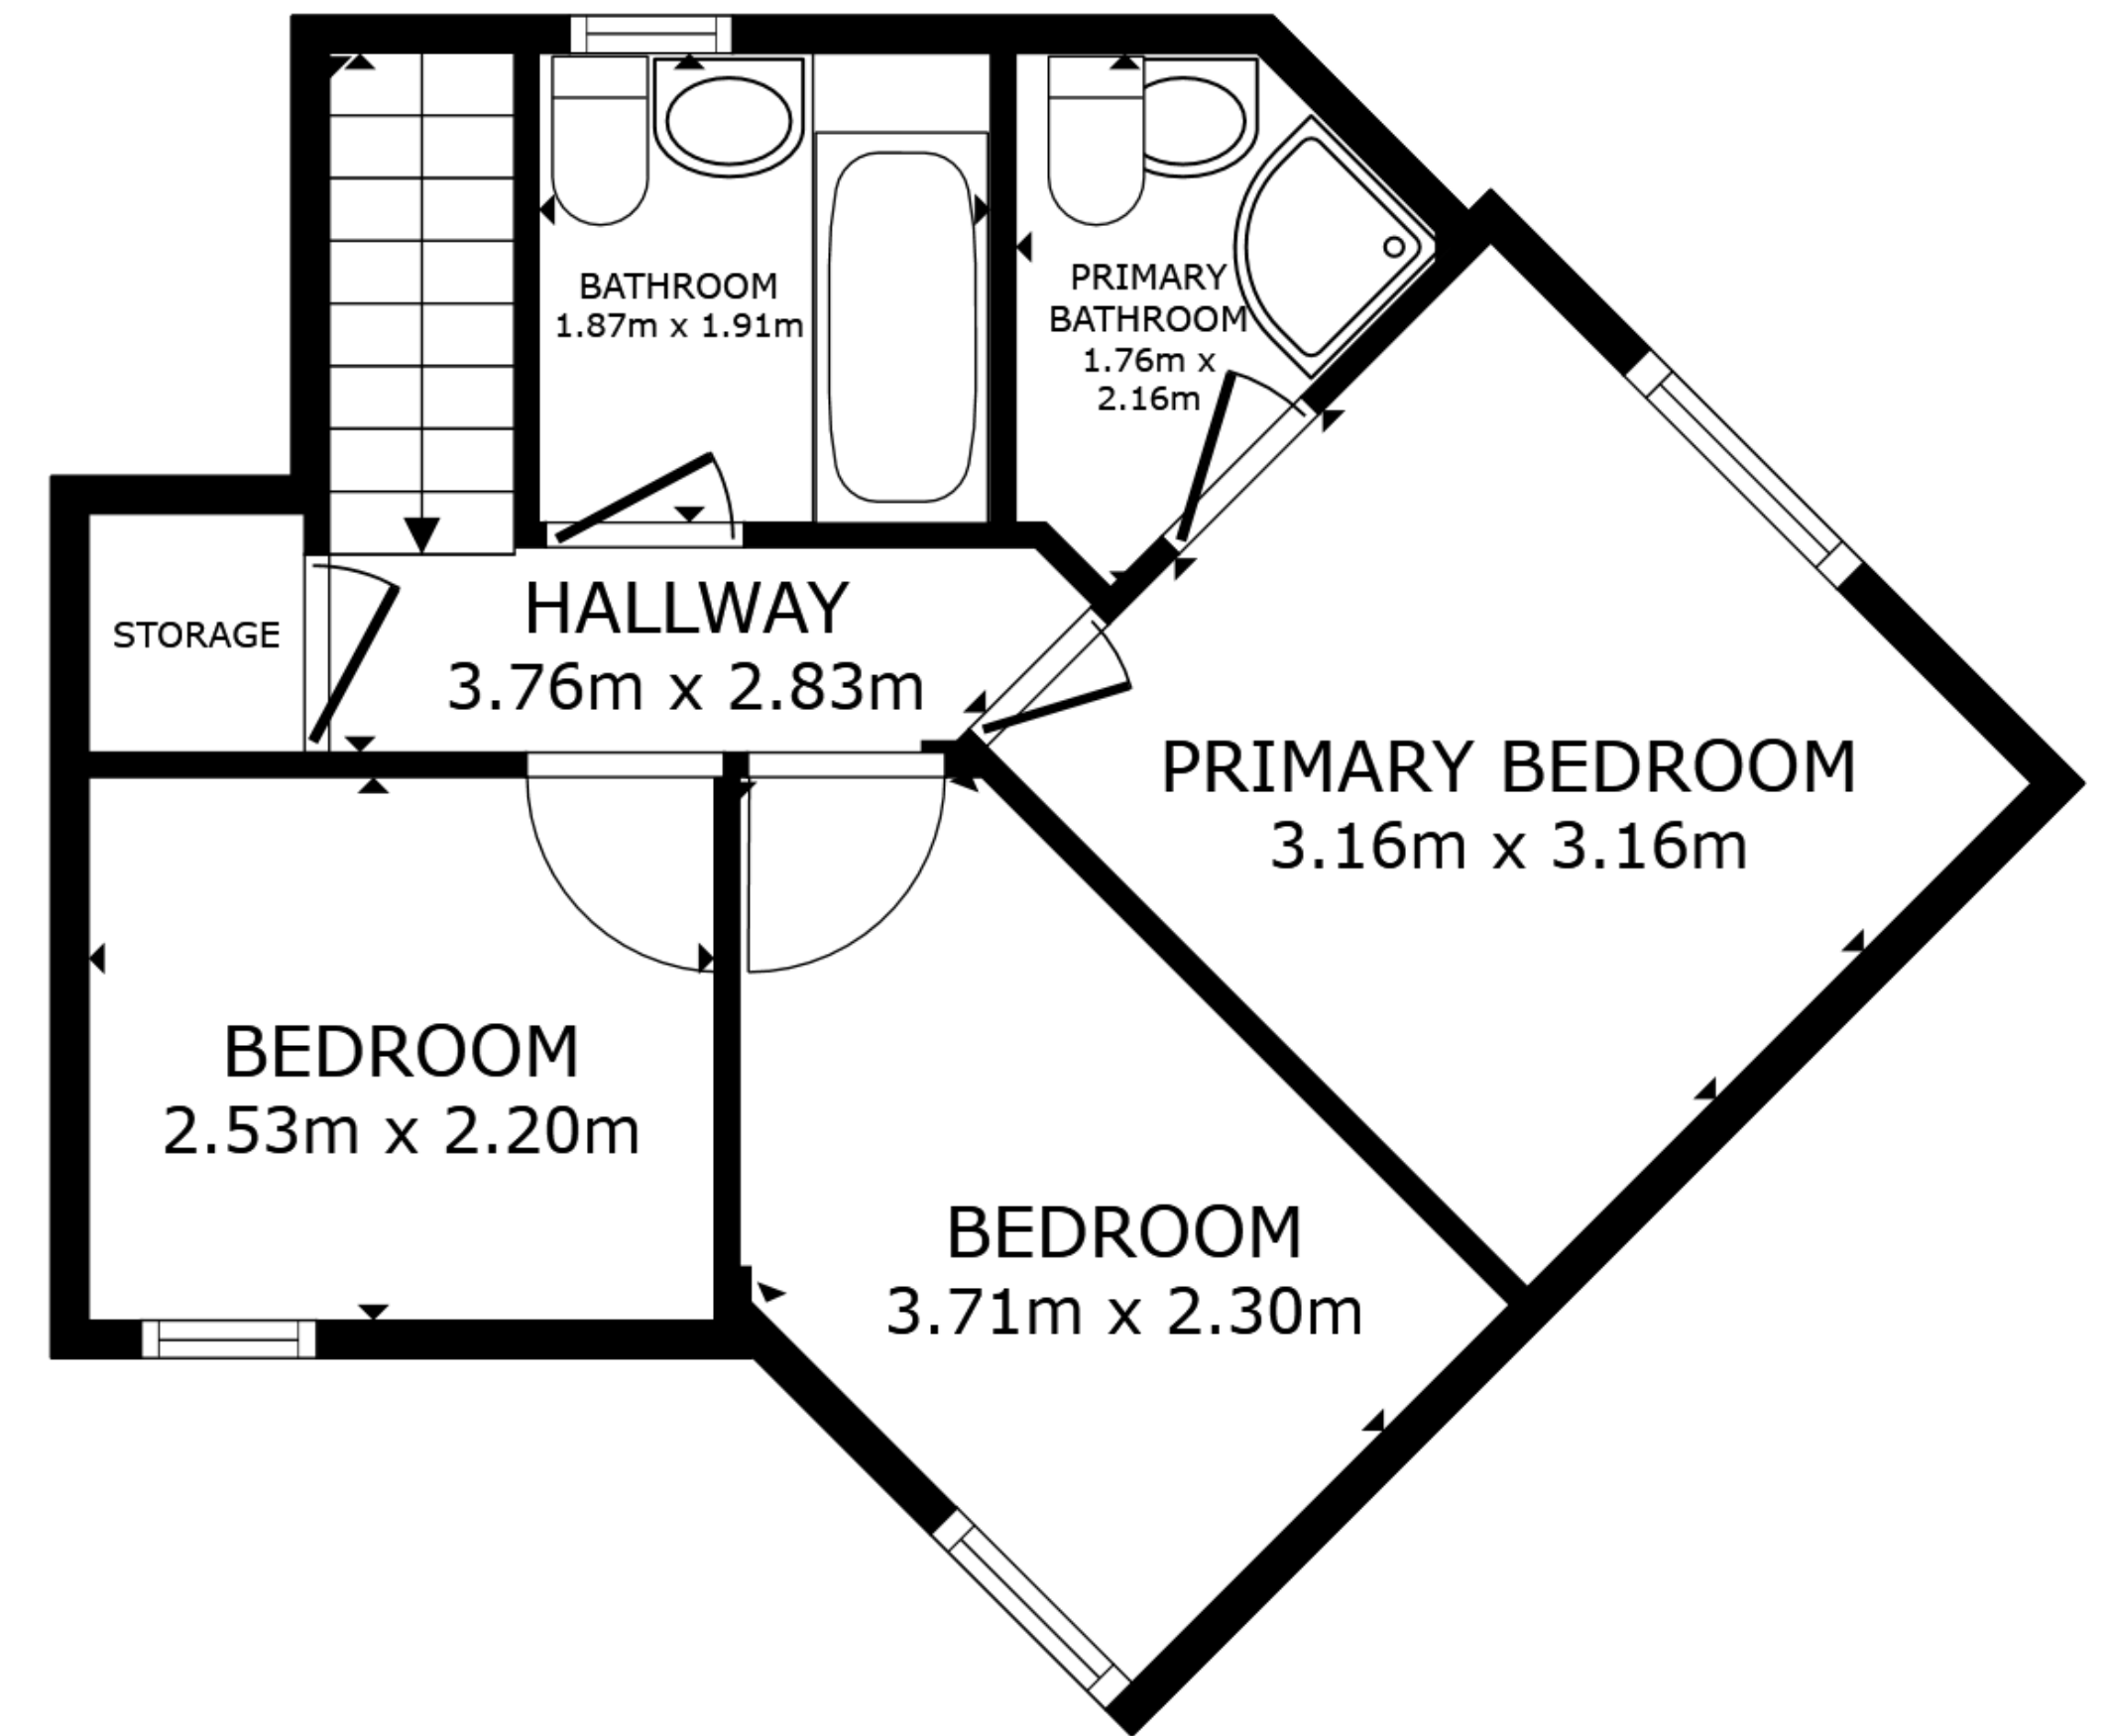 BATHROOM
1.87m x 1.91m
PRIMARY
BATHROOM
1.76m x
2.16m
STORAGE
HALLWAY
3.76m x 2.83m
PRIMARY BEDROOM
3.16m x 3.16m
BEDROOM
2.53m x 2.20m
BEDROOM
3.71m x 2.30m